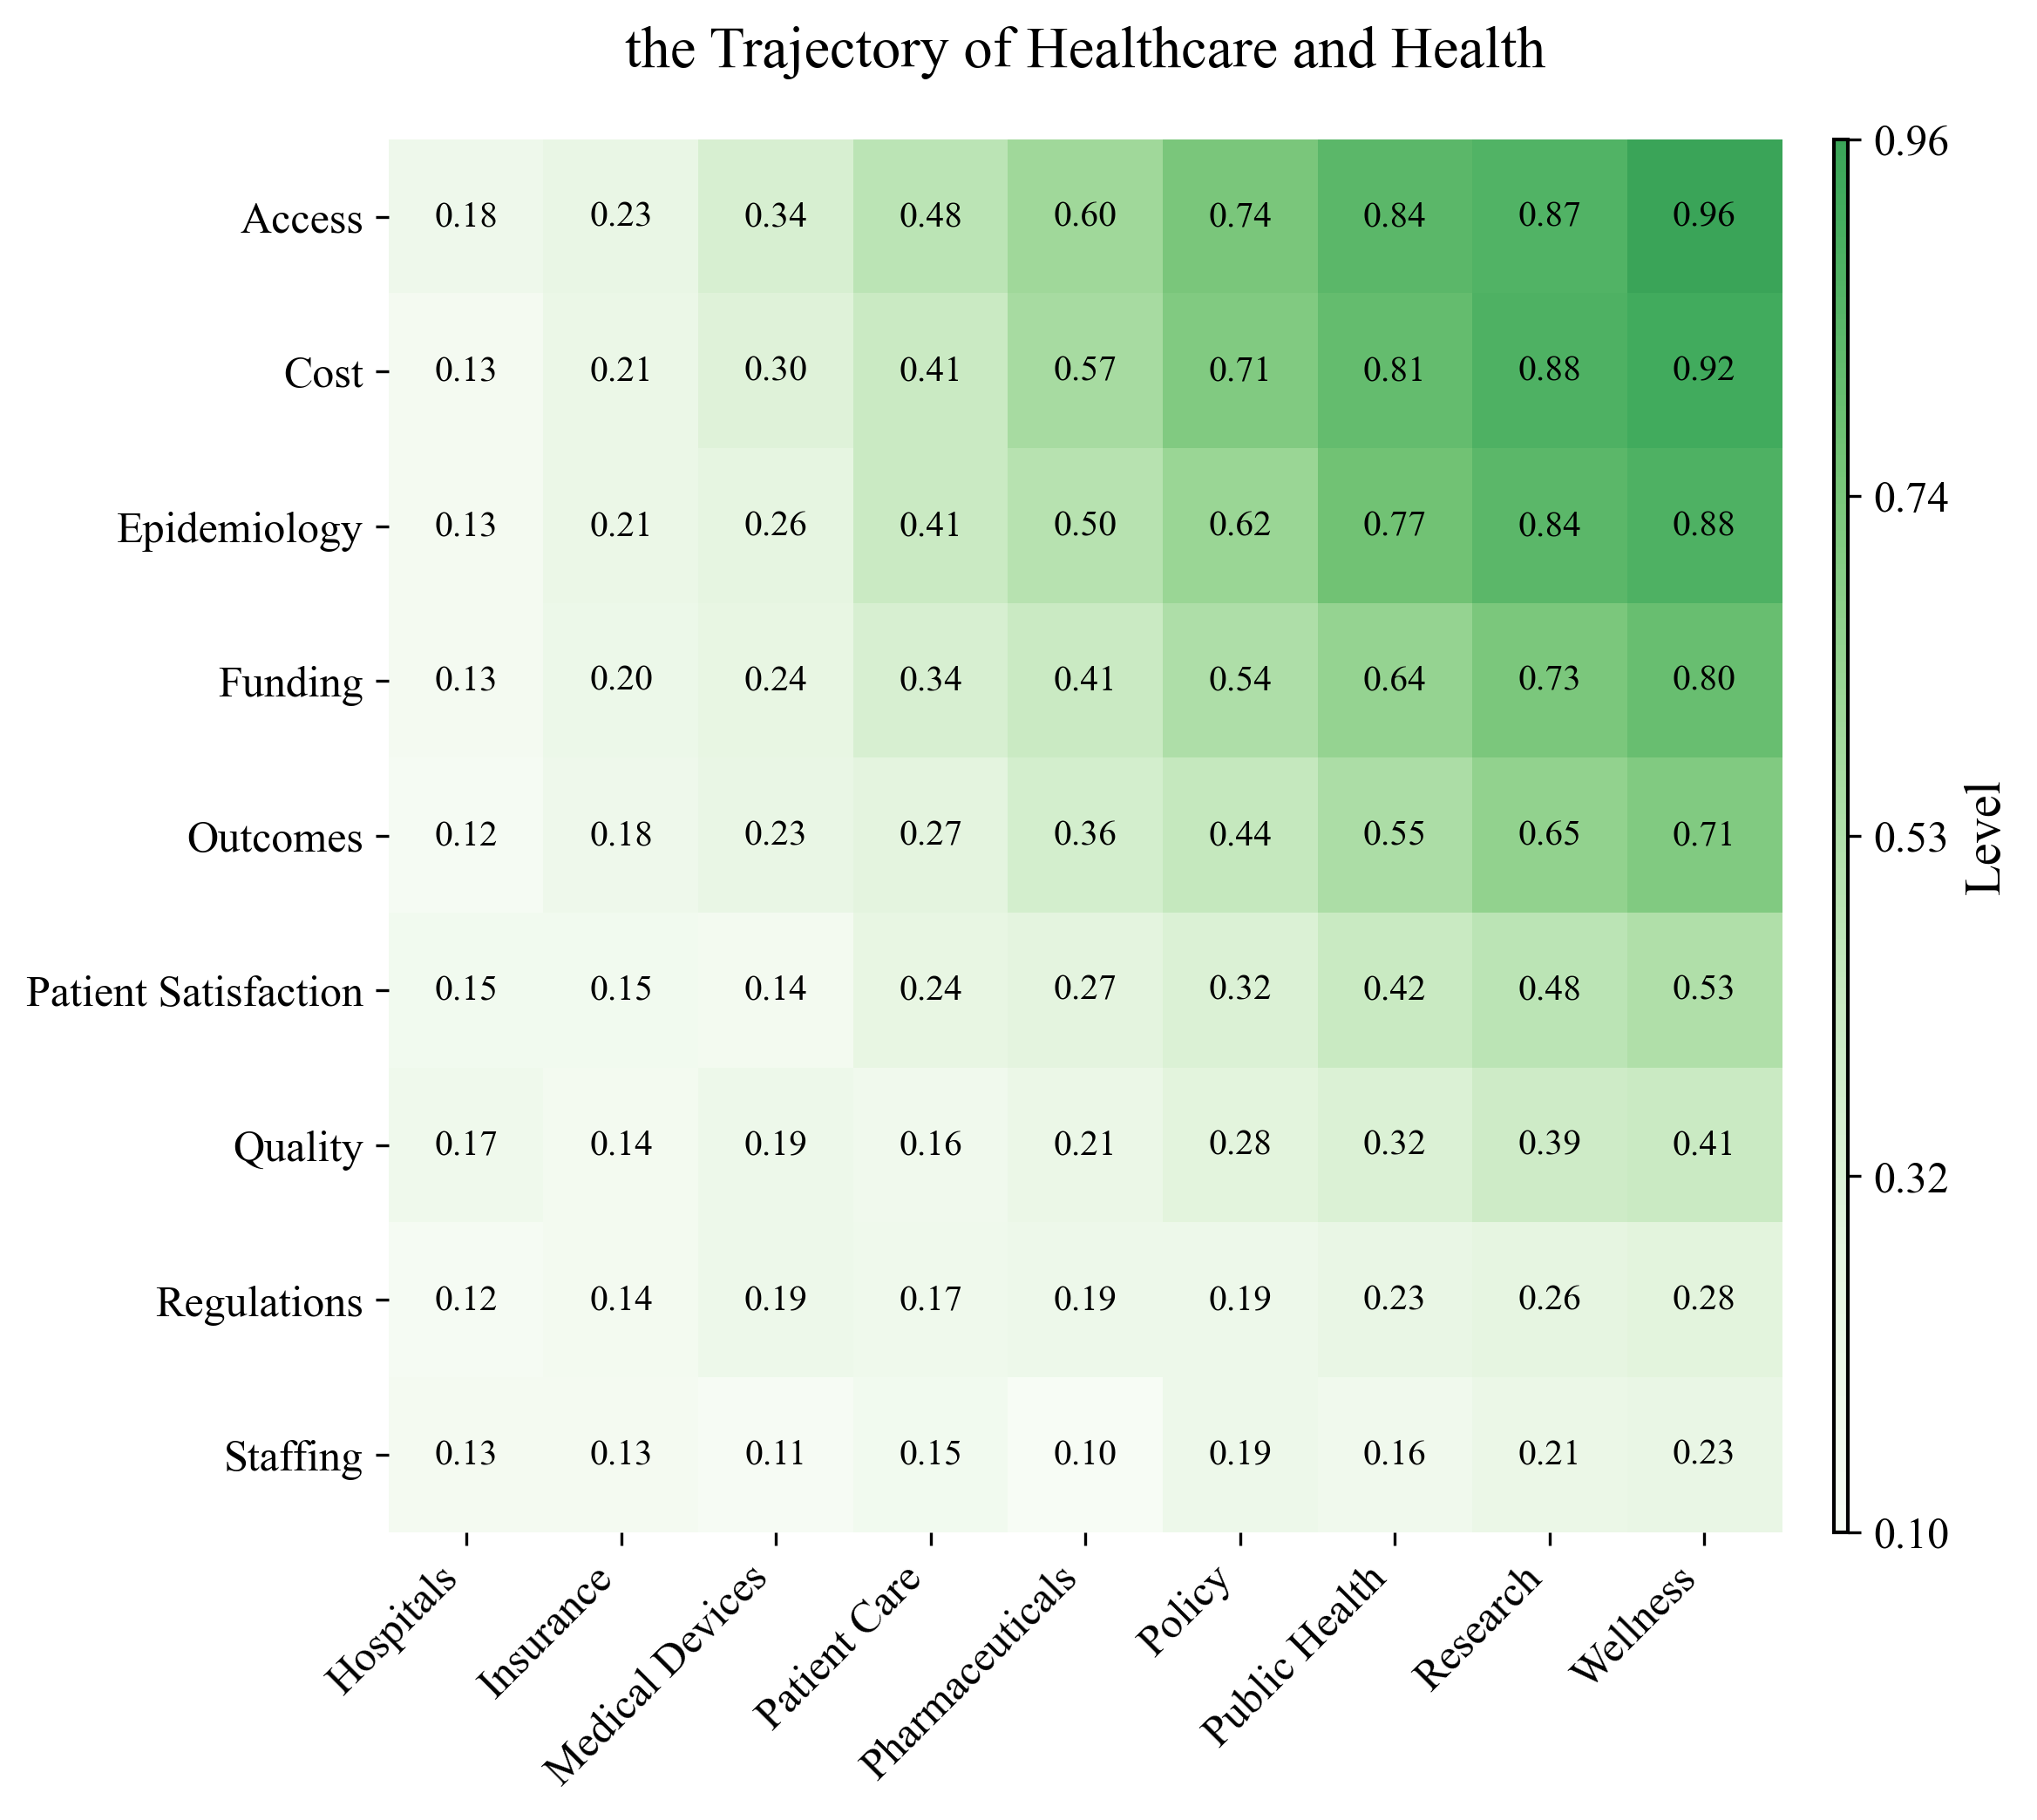 the Trajectory of Healthcare and Health
Access 0.18 0.23 0.34 0.48 0.60 0.74 0.84 0.87 0.96
Cost 0.13 0.21 0.30 0.41 0.57 0.71 0.81 0.88 0.92
Epidemiology 0.13 0.21 0.26 0.41 0.50 0.62 0.77 0.84 0.88
Funding 0.13 0.20 0.24 0.34 0.41 0.54 0.64 0.73 0.80
Outcomes 0.12 0.18 0.23 0.27 0.36 0.44 0.55 0.65 0.71
Patient Satisfaction 0.15 0.15 0.14 0.24 0.27 0.32 0.42 0.48 0.53
Quality 0.17 0.14 0.19 0.16 0.21 0.28 0.32 0.39 0.41
Regulations 0.12 0.14 0.19 0.17 0.19 0.19 0.23 0.26 0.28
Staffing 0.13 0.13 0.11 0.15 0.10 0.19 0.16 0.21 0.23
Hospitals
Insurance
Medical Devices
Patient Care
Pharmaceuticals
Policy
Public Health
Research
Wellness
0.96
0.74
0.53
0.32
0.10
Level